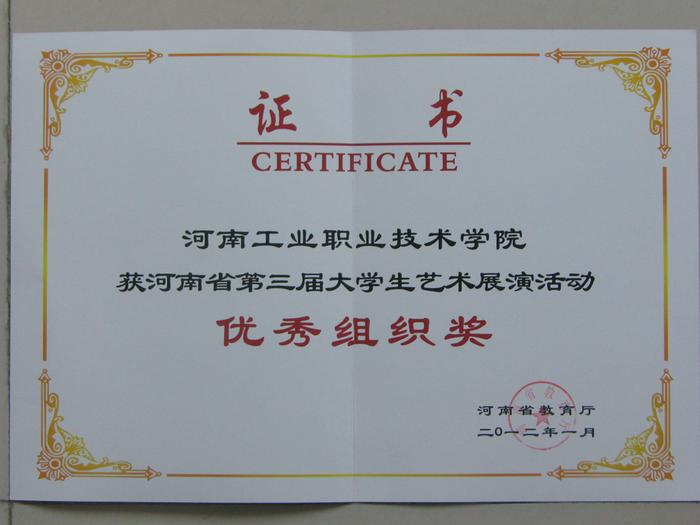 证书
CERTIFICATE
河南工业职业技术学院
获河南省第三届大学生艺术展演活动
优秀组织奖
河南省教育厅
二0一二年一月